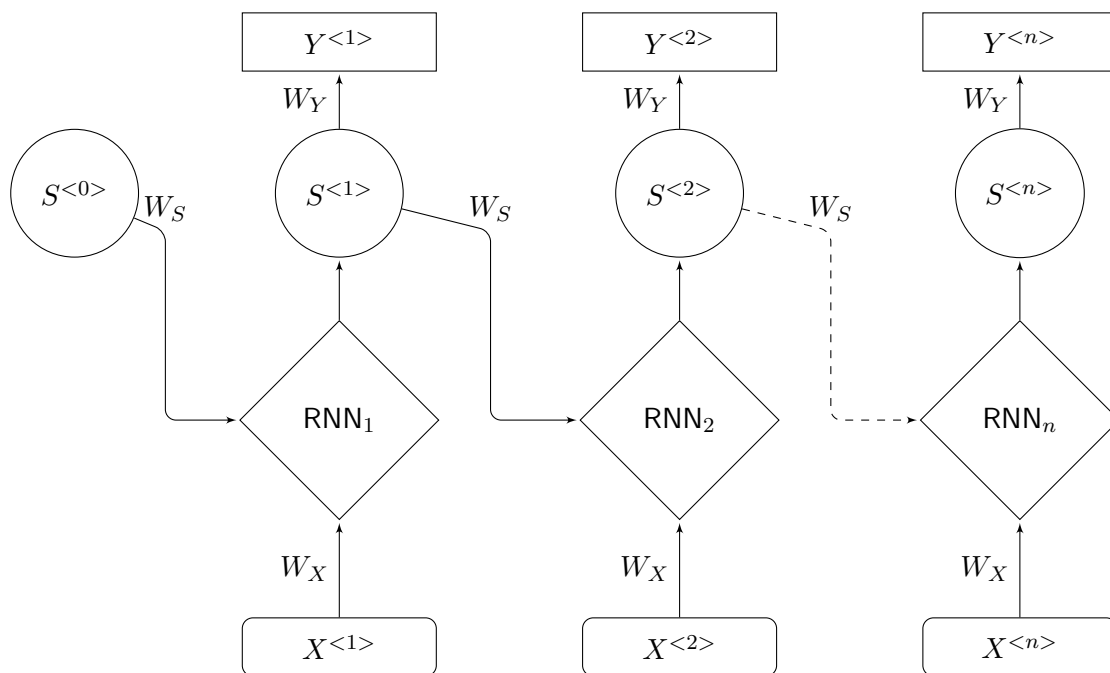 Y^{<1>} Y^{<2>} Y^{<n>}
W_Y W_Y W_Y
S^{<0>} S^{<1>} S^{<2>} S^{<n>}
W_S W_S W_S
RNN_1 RNN_2 RNN_n
W_X W_X W_X
X^{<1>} X^{<2>} X^{<n>}